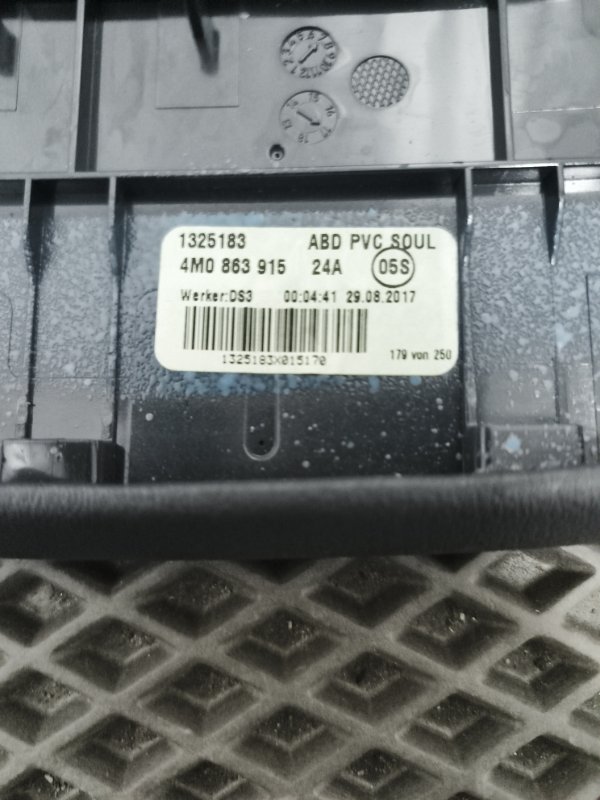 1325183 ABD PVC SOUL
4M0 863 915 24A 05S
Werker:DS3 00:04:41 29.08.2017
1325183X015170
179 von 250